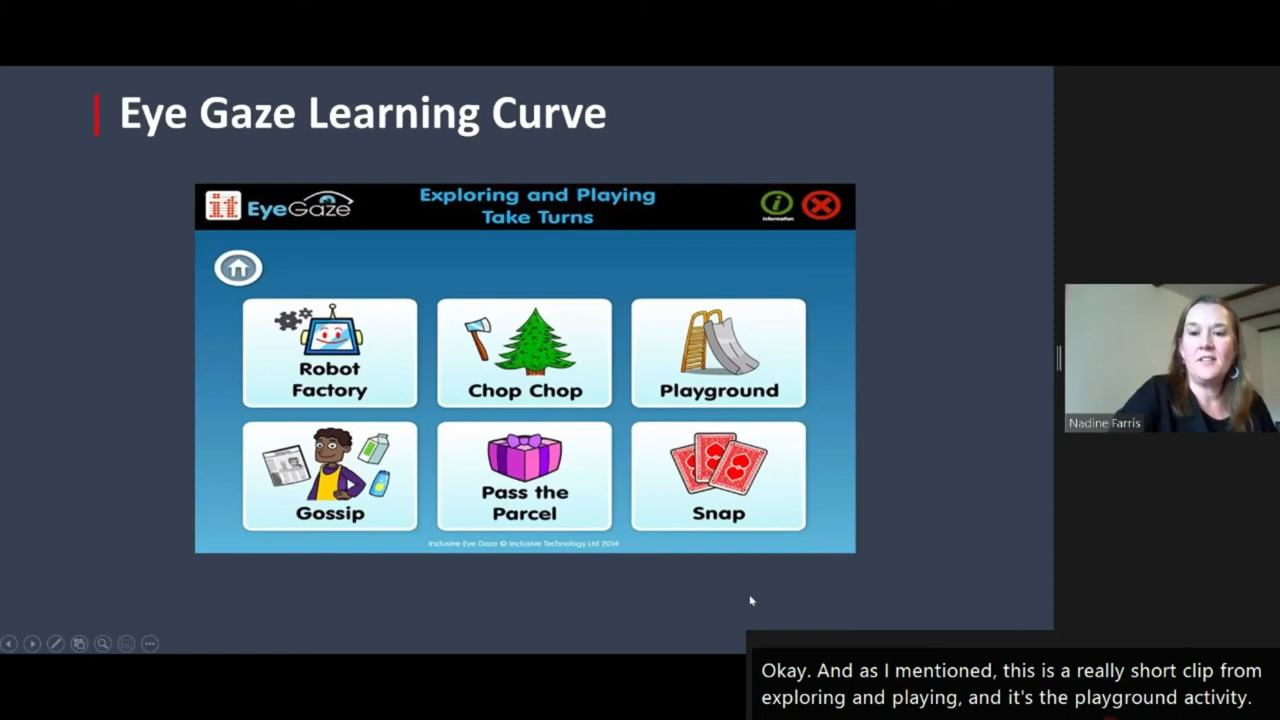 Eye Gaze Learning Curve
it EyeGaze
Exploring and Playing
Take Turns
i
Information
Robot
Factory
Chop Chop
Playground
Gossip
Pass the
Parcel
Snap
Inclusive Eye Gaze © Inclusive Technology Ltd 2014
Nadine Farris
Okay. And as I mentioned, this is a really short clip from
exploring and playing, and it's the playground activity.